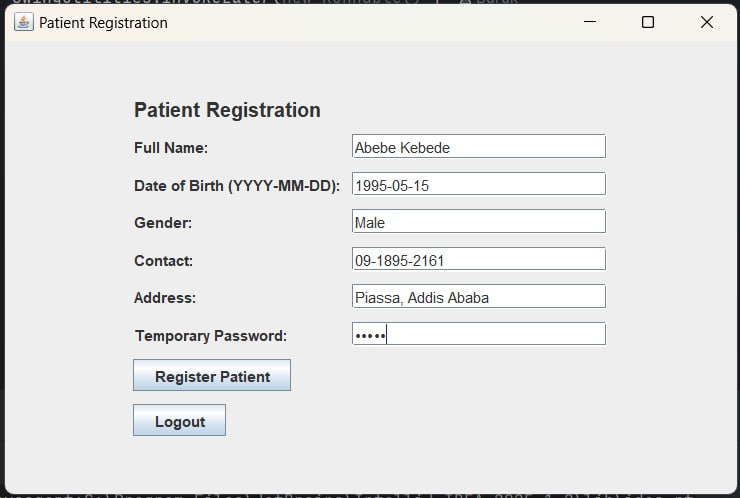 Patient Registration
Patient Registration
Full Name: Abebe Kebede
Date of Birth (YYYY-MM-DD): 1995-05-15
Gender: Male
Contact: 09-1895-2161
Address: Piassa, Addis Ababa
Temporary Password: •••••
Register Patient
Logout